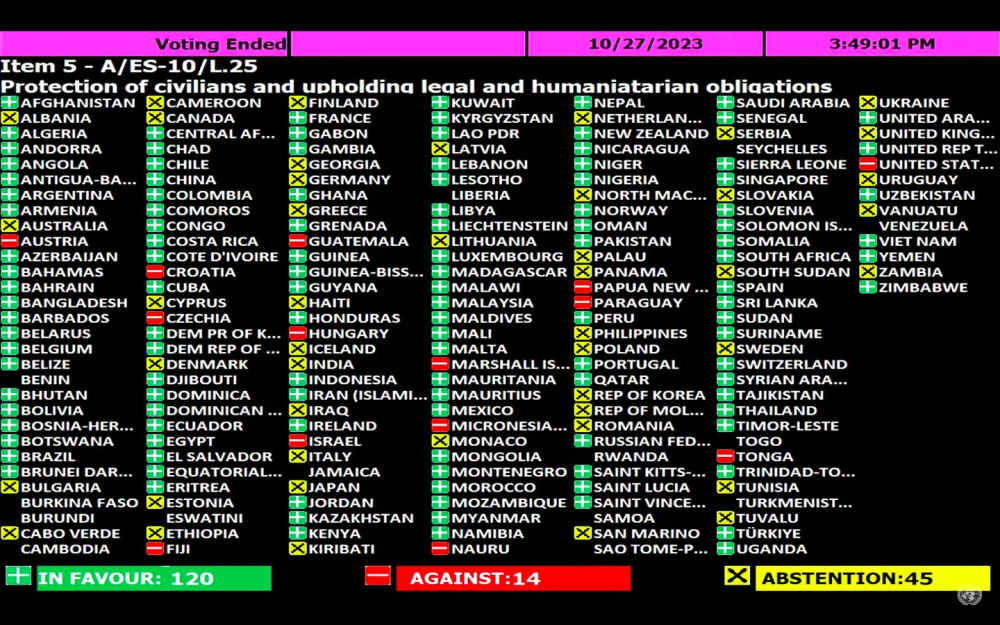 Voting Ended
10/27/2023
3:49:01 PM
Item 5 - A/ES-10/L.25
Protection of civilians and upholding legal and humaniatarian obligations
AFGHANISTAN
ALBANIA
ALGERIA
ANDORRA
ANGOLA
ANTIGUA-BA...
ARGENTINA
ARMENIA
AUSTRALIA
AUSTRIA
AZERBAIJAN
BAHAMAS
BAHRAIN
BANGLADESH
BARBADOS
BELARUS
BELGIUM
BELIZE
BENIN
BHUTAN
BOLIVIA
BOSNIA-HER...
BOTSWANA
BRAZIL
BRUNEI DAR...
BULGARIA
BURKINA FASO
BURUNDI
CABO VERDE
CAMBODIA
CAMEROON
CANADA
CENTRAL AF...
CHAD
CHILE
CHINA
COLOMBIA
COMOROS
CONGO
COSTA RICA
COTE D'IVOIRE
CROATIA
CUBA
CYPRUS
CZECHIA
DEM PR OF K...
DEM REP OF ...
DENMARK
DJIBOUTI
DOMINICA
DOMINICAN ...
ECUADOR
EGYPT
EL SALVADOR
EQUATORIAL...
ERITREA
ESTONIA
ESWATINI
ETHIOPIA
FIJI
FINLAND
FRANCE
GABON
GAMBIA
GEORGIA
GERMANY
GHANA
GREECE
GRENADA
GUATEMALA
GUINEA
GUINEA-BISS...
GUYANA
HAITI
HONDURAS
HUNGARY
ICELAND
INDIA
INDONESIA
IRAN (ISLAMI...
IRAQ
IRELAND
ISRAEL
ITALY
JAMAICA
JAPAN
JORDAN
KAZAKHSTAN
KENYA
KIRIBATI
KUWAIT
KYRGYZSTAN
LAO PDR
LATVIA
LEBANON
LESOTHO
LIBERIA
LIBYA
LIECHTENSTEIN
LITHUANIA
LUXEMBOURG
MADAGASCAR
MALAWI
MALAYSIA
MALDIVES
MALI
MALTA
MARSHALL IS...
MAURITANIA
MAURITIUS
MEXICO
MICRONESIA...
MONACO
MONGOLIA
MONTENEGRO
MOROCCO
MOZAMBIQUE
MYANMAR
NAMIBIA
NAURU
NEPAL
NETHERLAN...
NEW ZEALAND
NICARAGUA
NIGER
NIGERIA
NORTH MAC...
NORWAY
OMAN
PAKISTAN
PALAU
PANAMA
PAPUA NEW ...
PARAGUAY
PERU
PHILIPPINES
POLAND
PORTUGAL
QATAR
REP OF KOREA
REP OF MOL...
ROMANIA
RUSSIAN FED...
RWANDA
SAINT KITTS-...
SAINT LUCIA
SAINT VINCE...
SAMOA
SAN MARINO
SAO TOME-P...
SAUDI ARABIA
SENEGAL
SERBIA
SEYCHELLES
SIERRA LEONE
SINGAPORE
SLOVAKIA
SLOVENIA
SOLOMON IS...
SOMALIA
SOUTH AFRICA
SOUTH SUDAN
SPAIN
SRI LANKA
SUDAN
SURINAME
SWEDEN
SWITZERLAND
SYRIAN ARA...
TAJIKISTAN
THAILAND
TIMOR-LESTE
TOGO
TONGA
TRINIDAD-TO...
TUNISIA
TURKMENIST...
TUVALU
TÜRKİYE
UGANDA
UKRAINE
UNITED ARA...
UNITED KING...
UNITED REP T...
UNITED STAT...
URUGUAY
UZBEKISTAN
VANUATU
VENEZUELA
VIET NAM
YEMEN
ZAMBIA
ZIMBABWE
IN FAVOUR: 120
AGAINST:14
ABSTENTION:45